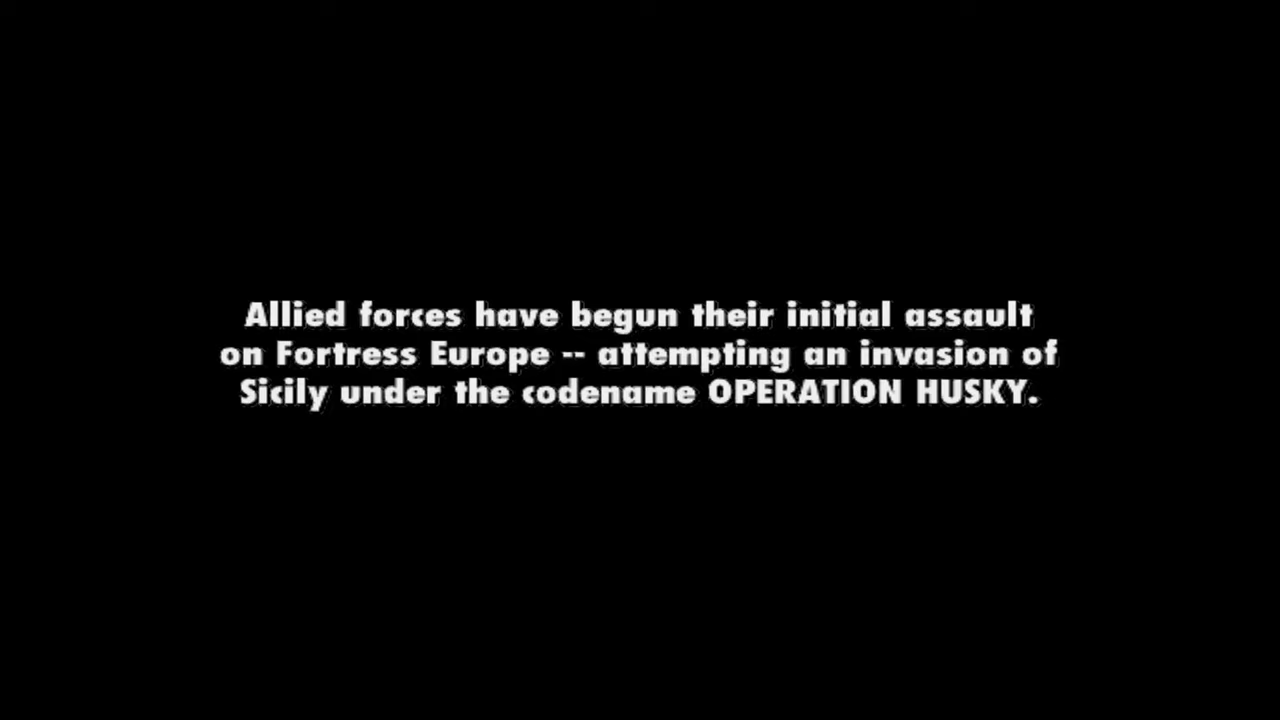 Allied forces have begun their initial assault
on Fortress Europe -- attempting an invasion of
Sicily under the codename OPERATION HUSKY.